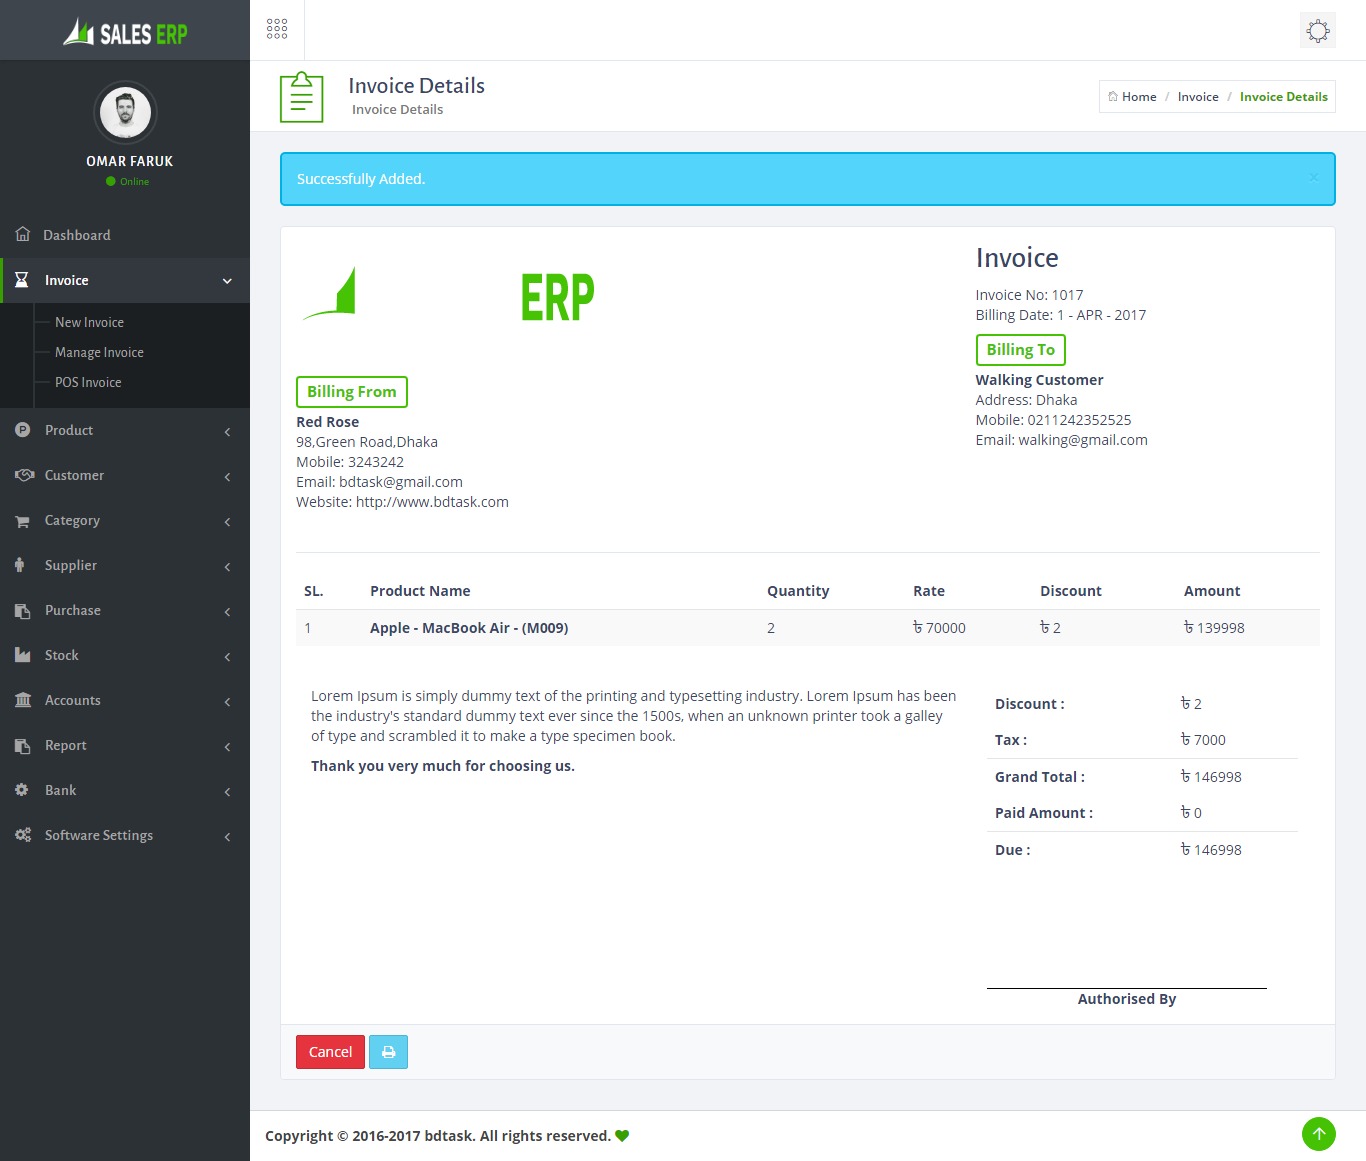 SALES ERP
OMAR FARUK
Online
Dashboard
Invoice
New Invoice
Manage Invoice
POS Invoice
Product
Customer
Category
Supplier
Purchase
Stock
Accounts
Report
Bank
Software Settings
Invoice Details
Invoice Details
Home / Invoice / Invoice Details
Successfully Added.
×
ERP
Invoice
Invoice No: 1017
Billing Date: 1 - APR - 2017
Billing To
Walking Customer
Address: Dhaka
Mobile: 0211242352525
Email: walking@gmail.com
Billing From
Red Rose
98,Green Road,Dhaka
Mobile: 3243242
Email: bdtask@gmail.com
Website: http://www.bdtask.com
SL. Product Name Quantity Rate Discount Amount
1 Apple - MacBook Air - (M009) 2 ৳ 70000 ৳ 2 ৳ 139998
Lorem Ipsum is simply dummy text of the printing and typesetting industry. Lorem Ipsum has been
the industry's standard dummy text ever since the 1500s, when an unknown printer took a galley
of type and scrambled it to make a type specimen book.
Thank you very much for choosing us.
Discount : ৳ 2
Tax : ৳ 7000
Grand Total : ৳ 146998
Paid Amount : ৳ 0
Due : ৳ 146998
Authorised By
Cancel
Copyright © 2016-2017 bdtask. All rights reserved.